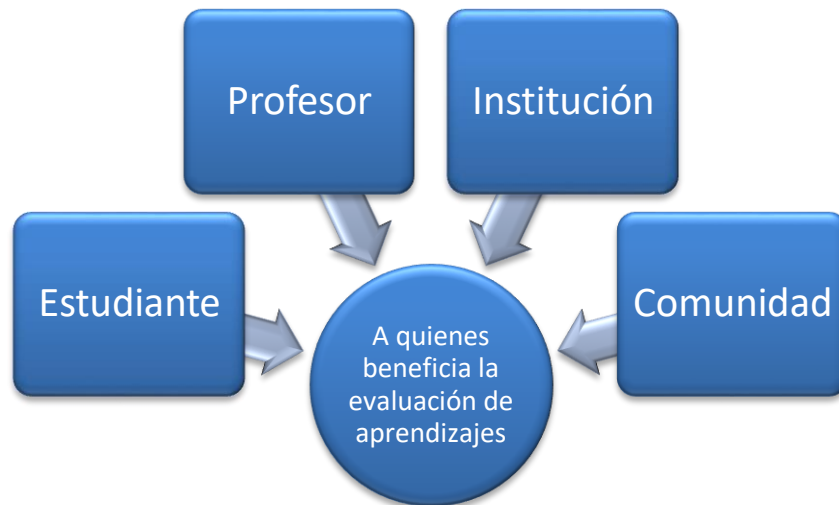 Profesor
Institución
Estudiante
Comunidad
A quienes
beneficia la
evaluación de
aprendizajes